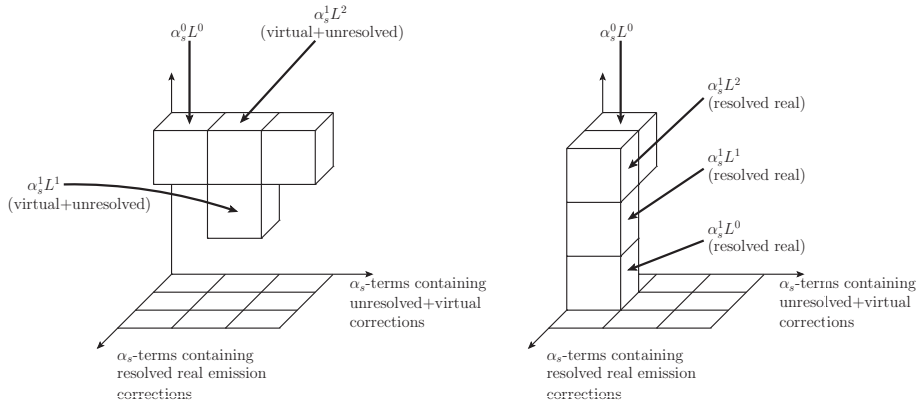 α_s^0 L^0
α_s^1 L^2
(virtual+unresolved)
α_s^1 L^1
(virtual+unresolved)
α_s-terms containing
unresolved+virtual
corrections
α_s-terms containing
resolved real emission
corrections
α_s^0 L^0
α_s^1 L^2
(resolved real)
α_s^1 L^1
(resolved real)
α_s^1 L^0
(resolved real)
α_s-terms containing
unresolved+virtual
corrections
α_s-terms containing
resolved real emission
corrections